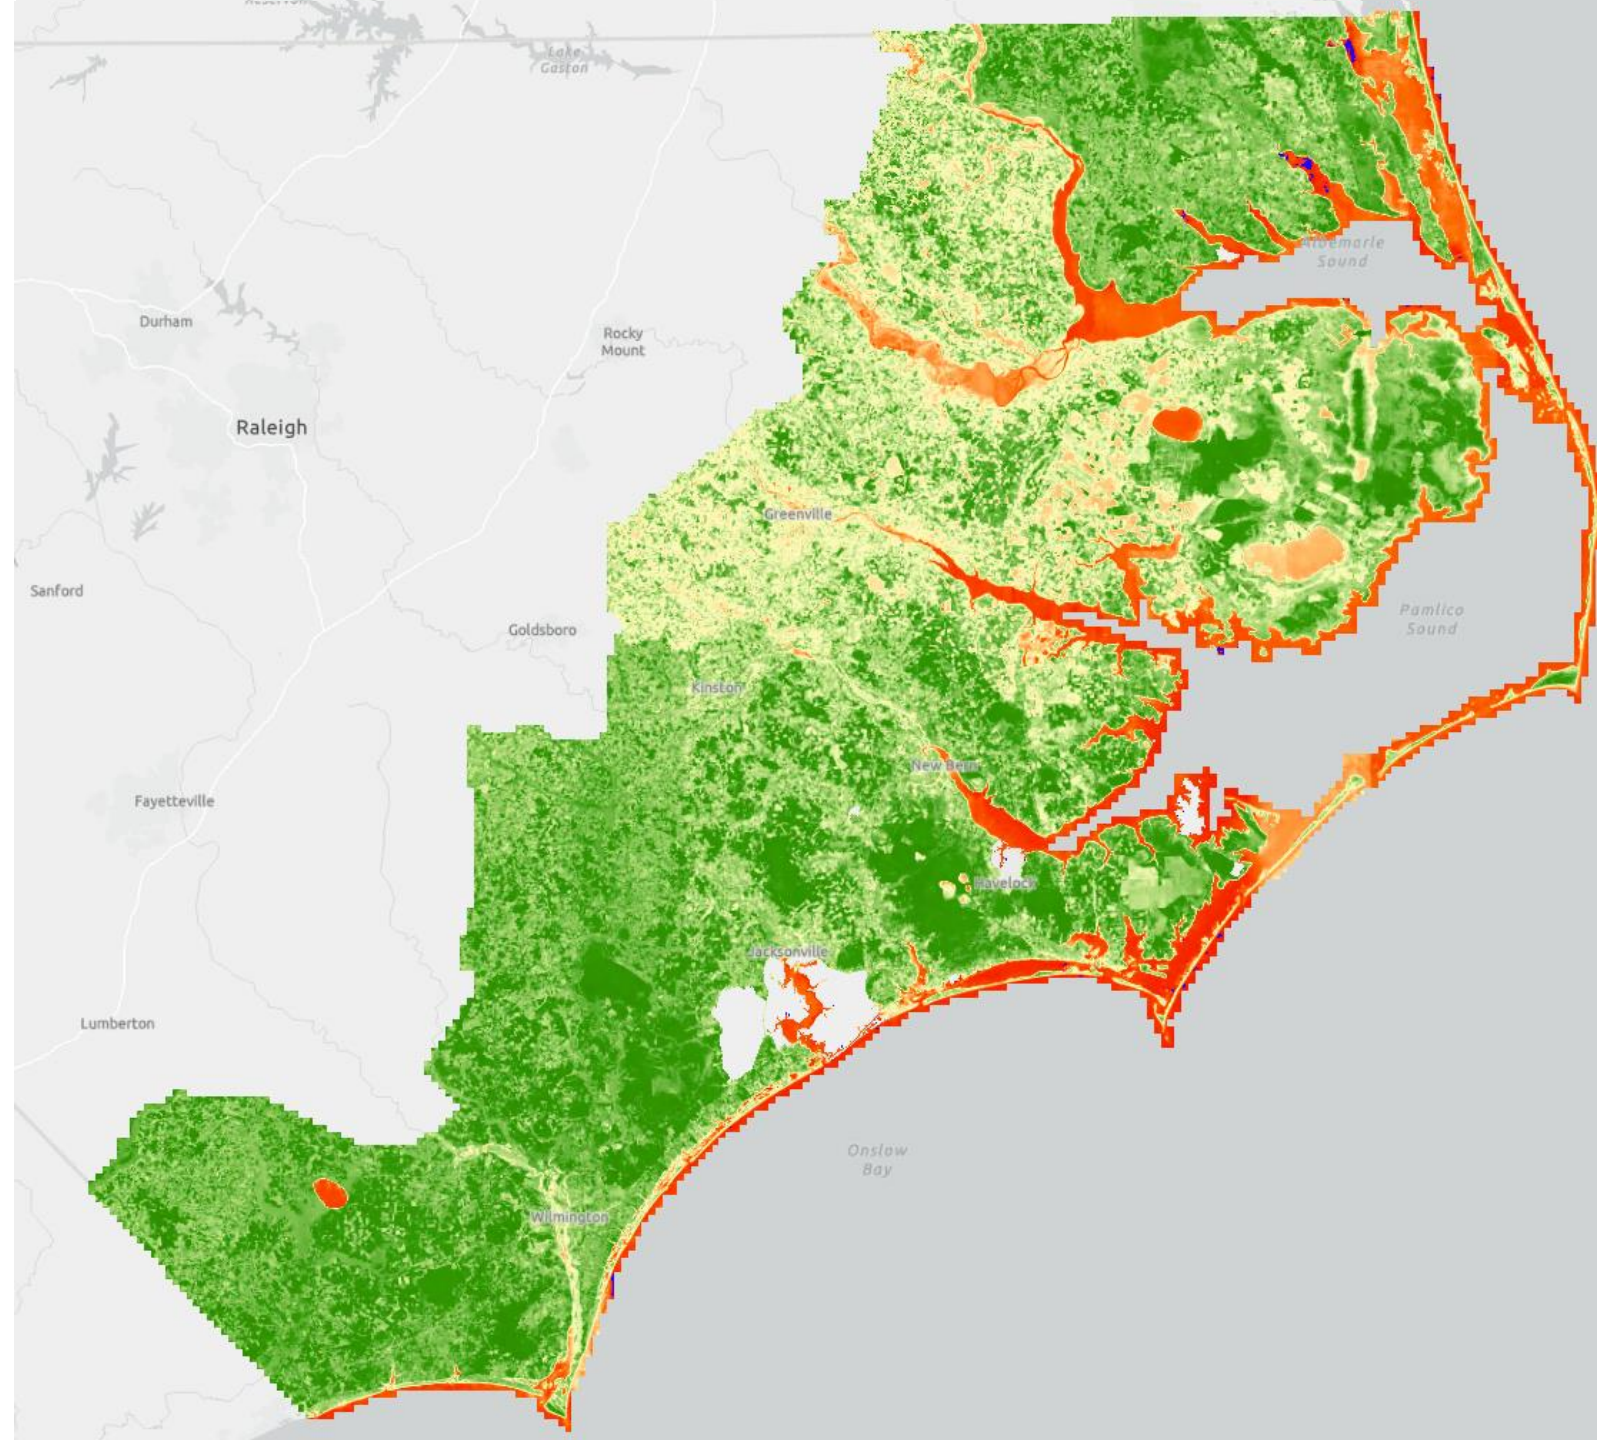 Reservoir
Lake
Gaston
Albemarle
Sound
Durham
Rocky
Mount
Raleigh
Greenville
Sanford
Pamlico
Sound
Goldsboro
Kinston
New Bern
Fayetteville
Havelock
Jacksonville
Lumberton
Onslow
Bay
Wilmington